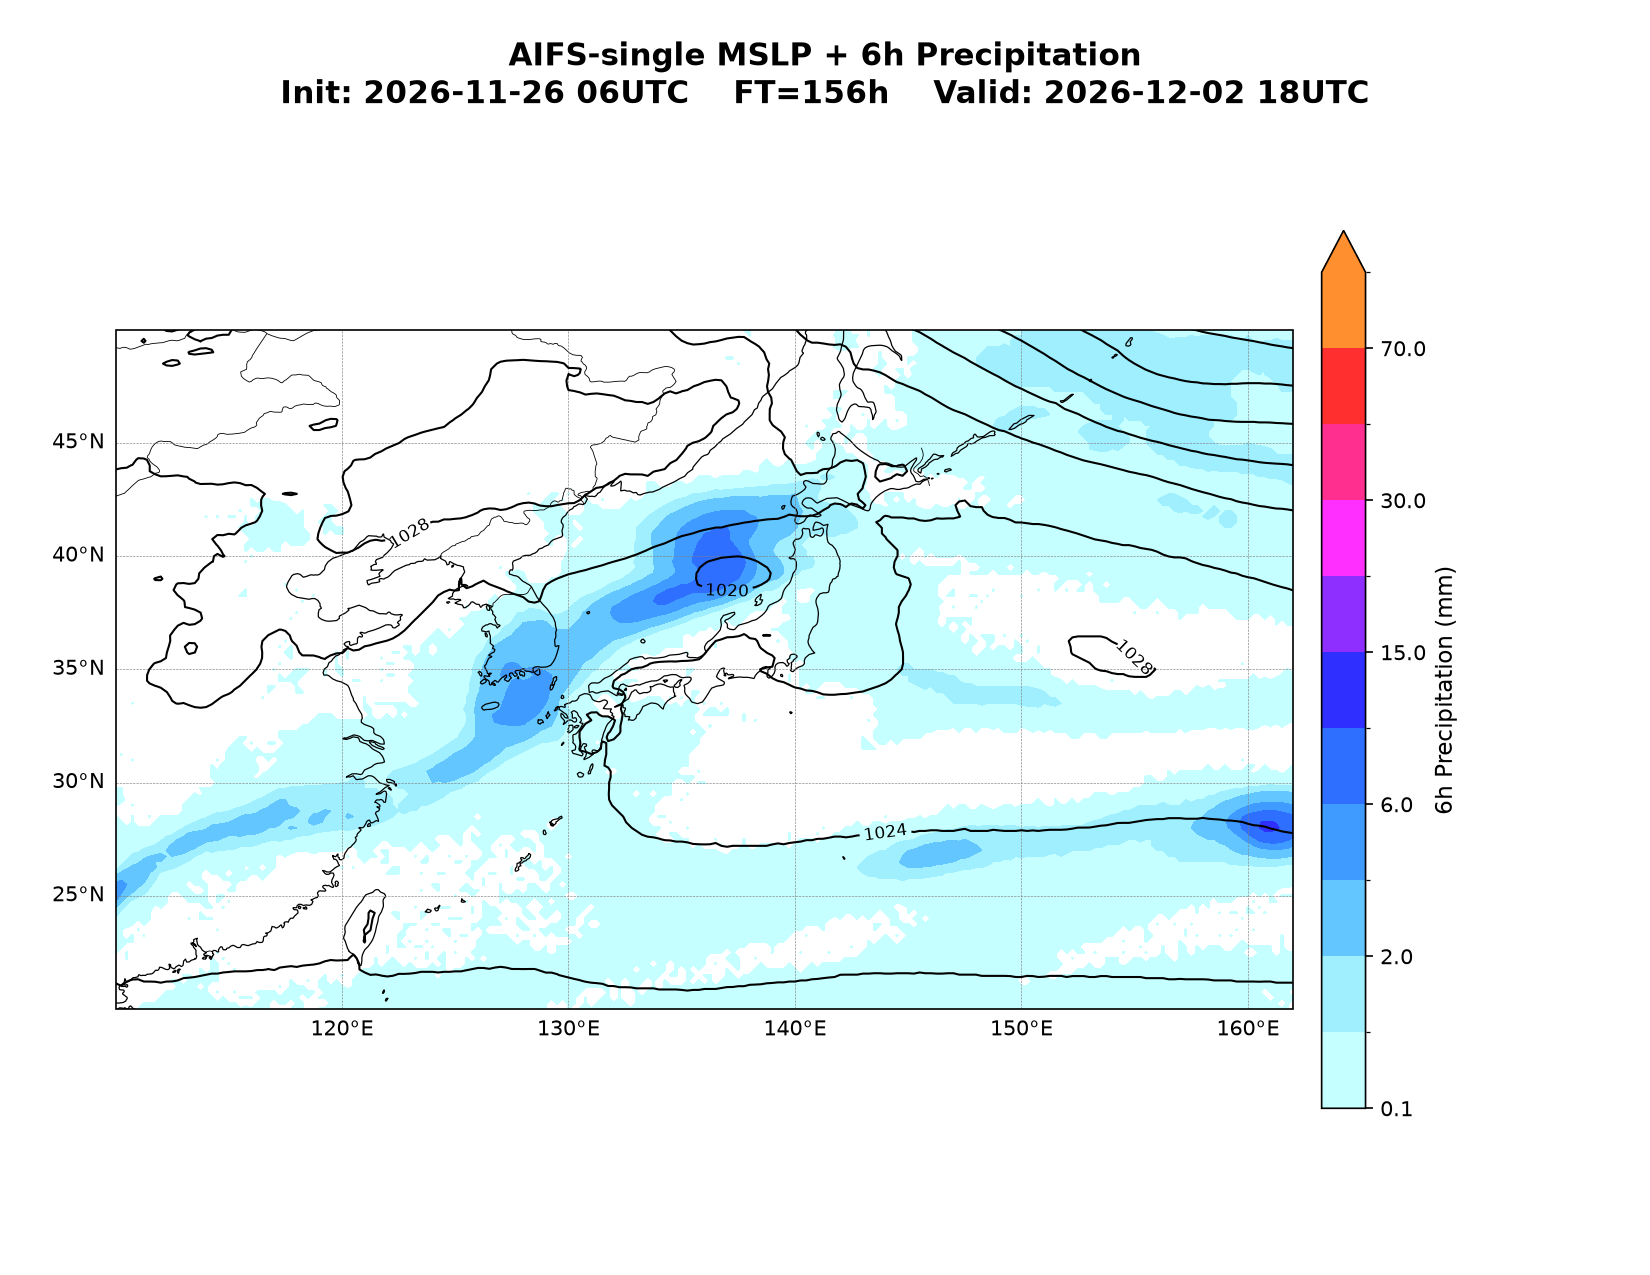 AIFS-single MSLP + 6h Precipitation
Init: 2026-11-26 06UTC    FT=156h    Valid: 2026-12-02 18UTC
70.0
45°N
30.0
1028
40°N
1020
6h Precipitation (mm)
15.0
35°N
1028
30°N
6.0
1024
25°N
2.0
120°E
130°E
140°E
150°E
160°E
0.1